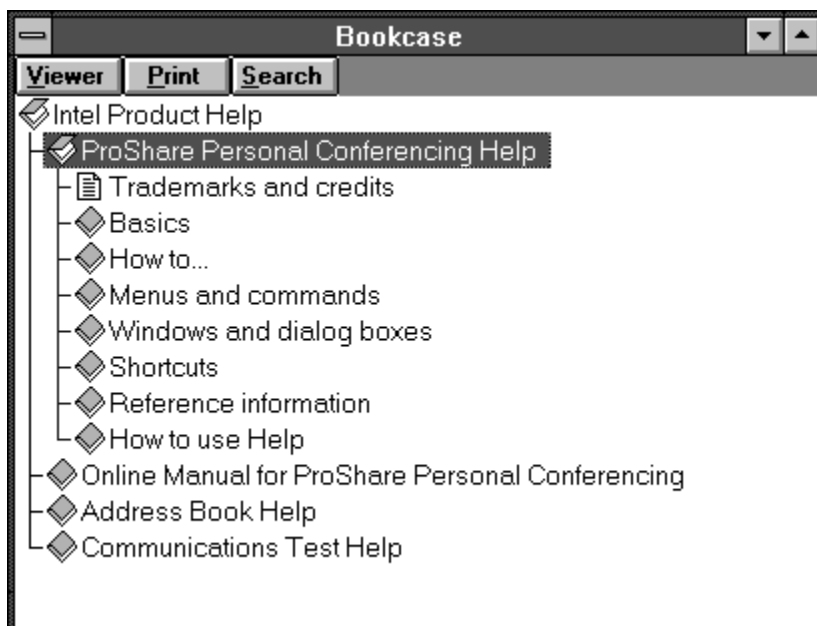 Bookcase
Viewer Print Search
Intel Product Help
ProShare Personal Conferencing Help
Trademarks and credits
Basics
How to...
Menus and commands
Windows and dialog boxes
Shortcuts
Reference information
How to use Help
Online Manual for ProShare Personal Conferencing
Address Book Help
Communications Test Help